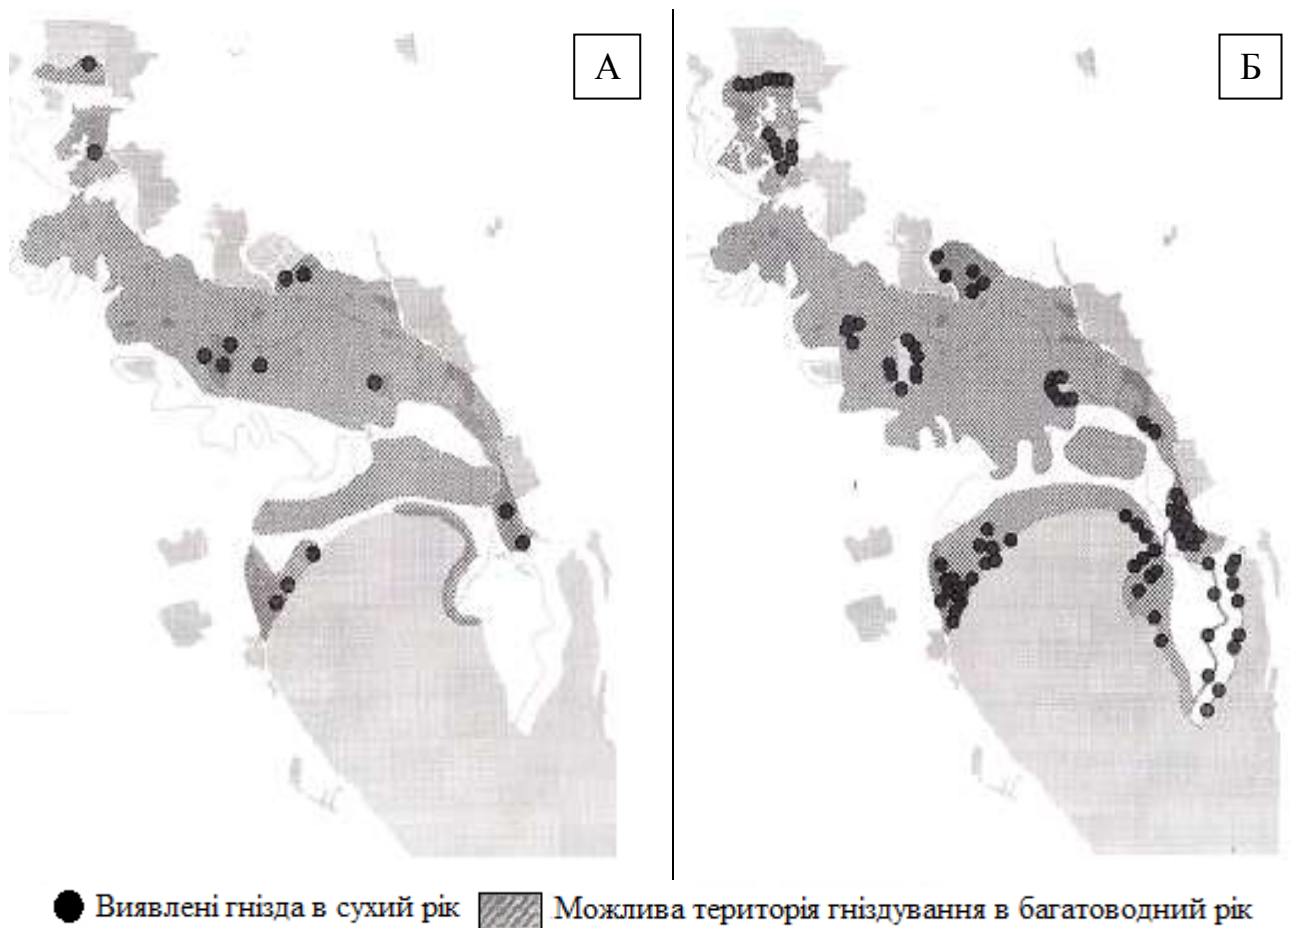 А
Б
Виявлені гнізда в сухий рік
Можлива територія гніздування в багатоводний рік